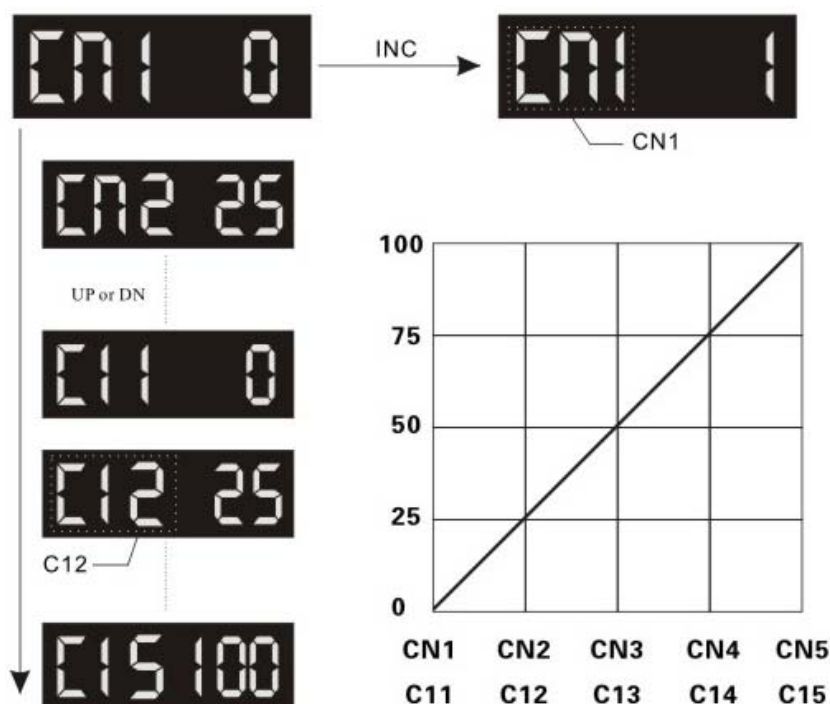 CN1 0
INC
CN1 1
CN1
CN2 25
UP or DN
C11 0
C12 25
C12
C15 100
100
75
50
25
0
CN1 CN2 CN3 CN4 CN5
C11 C12 C13 C14 C15